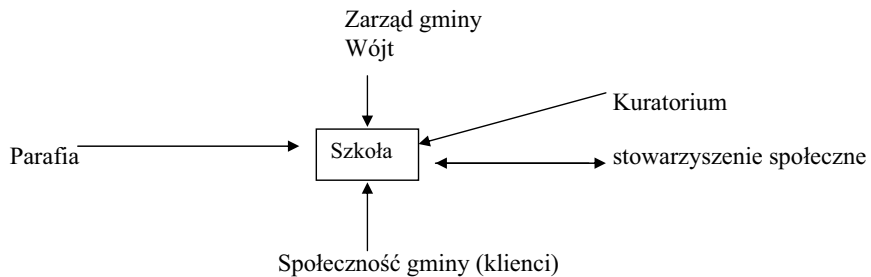 Zarząd gminy
Wójt
Kuratorium
Parafia
Szkoła
stowarzyszenie społeczne
Społeczność gminy (klienci)